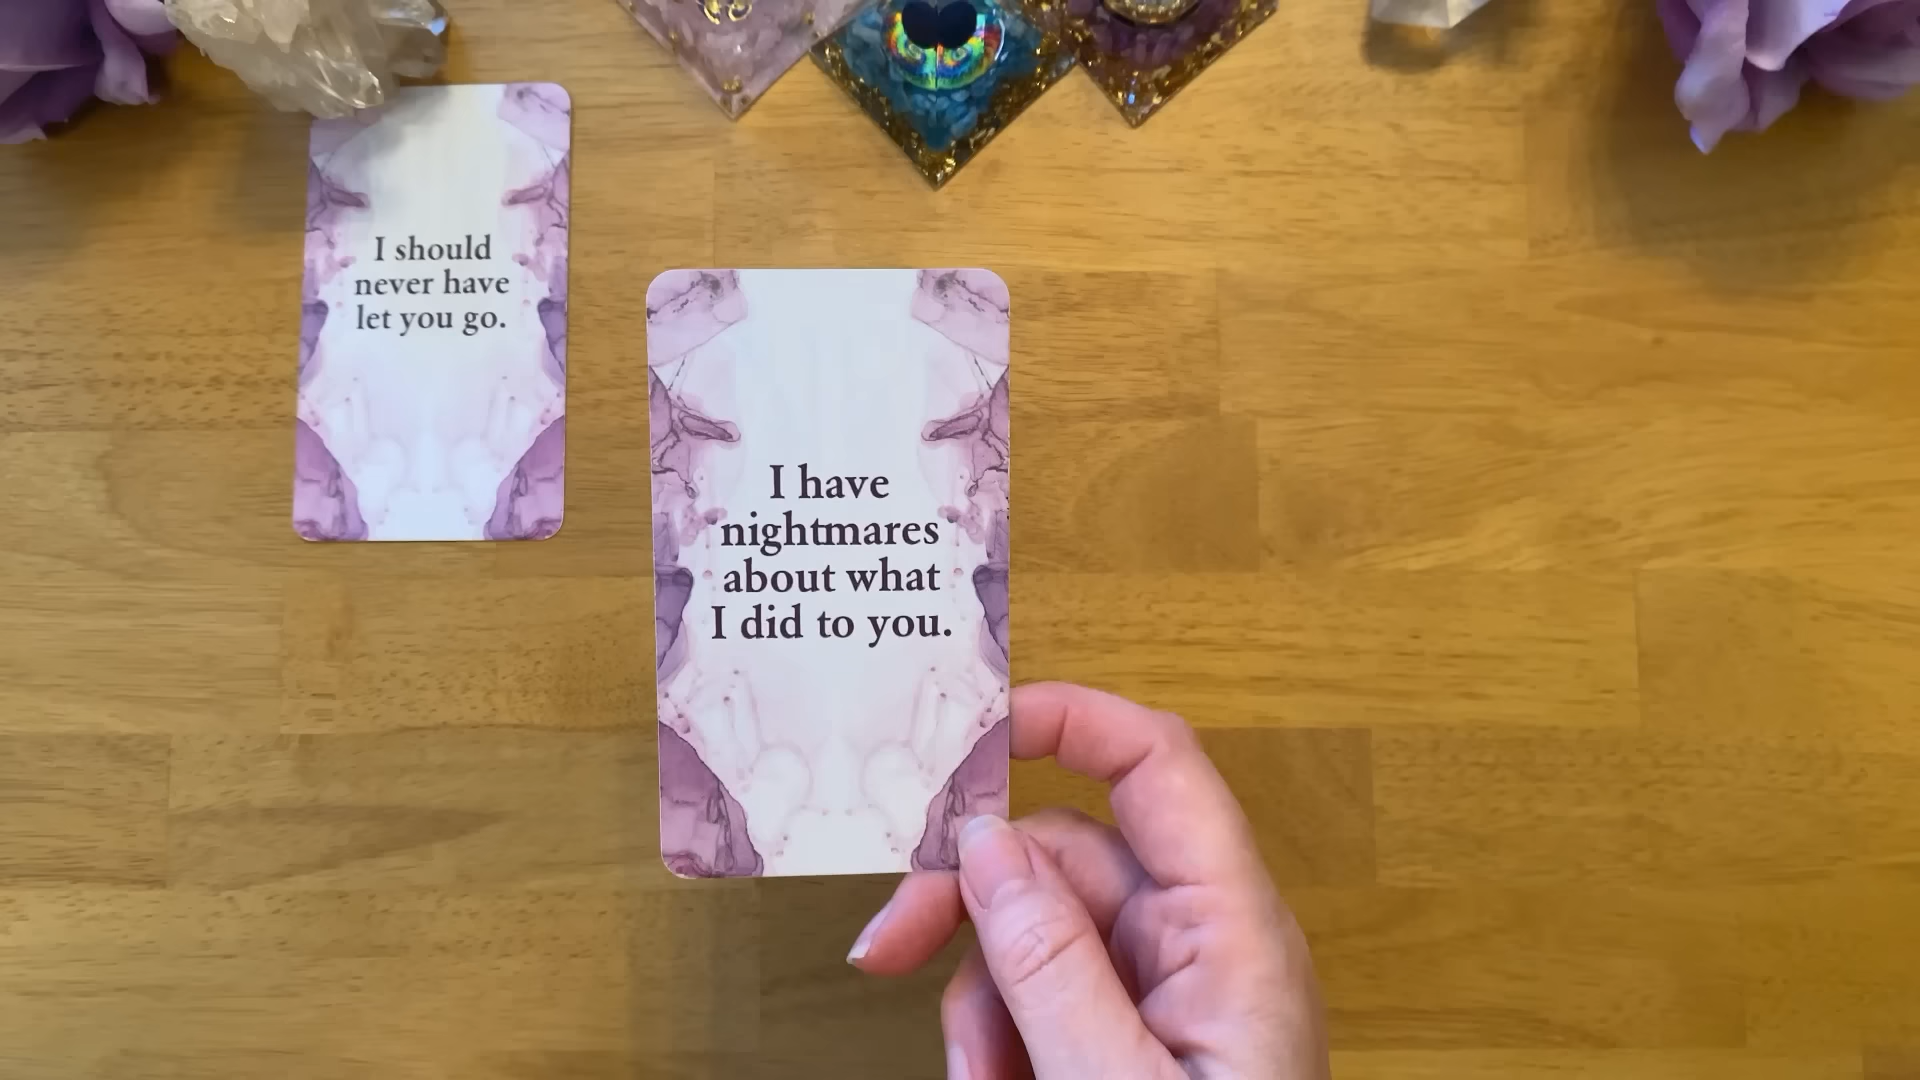 I should
never have
let you go.
I have
nightmares
about what
I did to you.